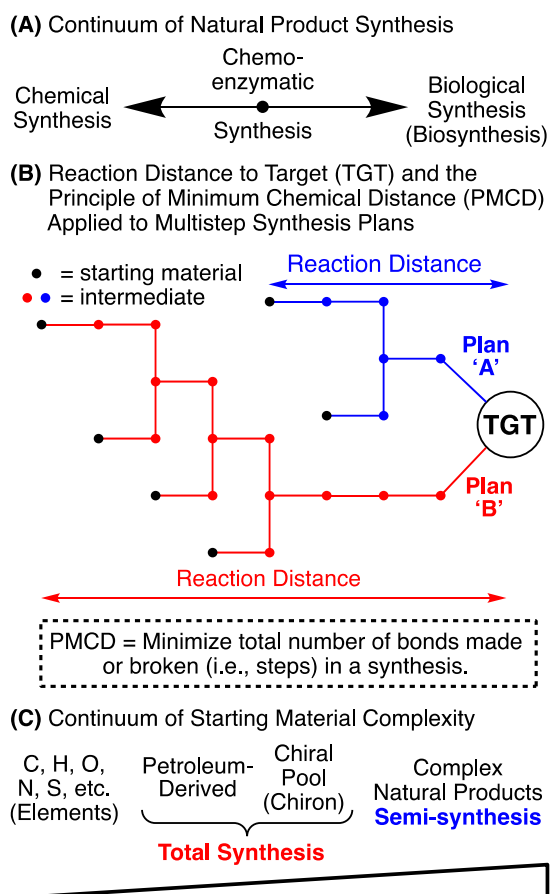 (A) Continuum of Natural Product Synthesis
Chemo-
enzymatic
Synthesis
Chemical
Synthesis
Biological
Synthesis
(Biosynthesis)
(B) Reaction Distance to Target (TGT) and the
Principle of Minimum Chemical Distance (PMCD)
Applied to Multistep Synthesis Plans
= starting material
= intermediate
Reaction Distance
Plan
‘A’
TGT
Plan
‘B’
Reaction Distance
PMCD = Minimize total number of bonds made
or broken (i.e., steps) in a synthesis.
(C) Continuum of Starting Material Complexity
C, H, O,
N, S, etc.
(Elements)
Petroleum-
Derived
Chiral
Pool
(Chiron)
Total Synthesis
Complex
Natural Products
Semi-synthesis